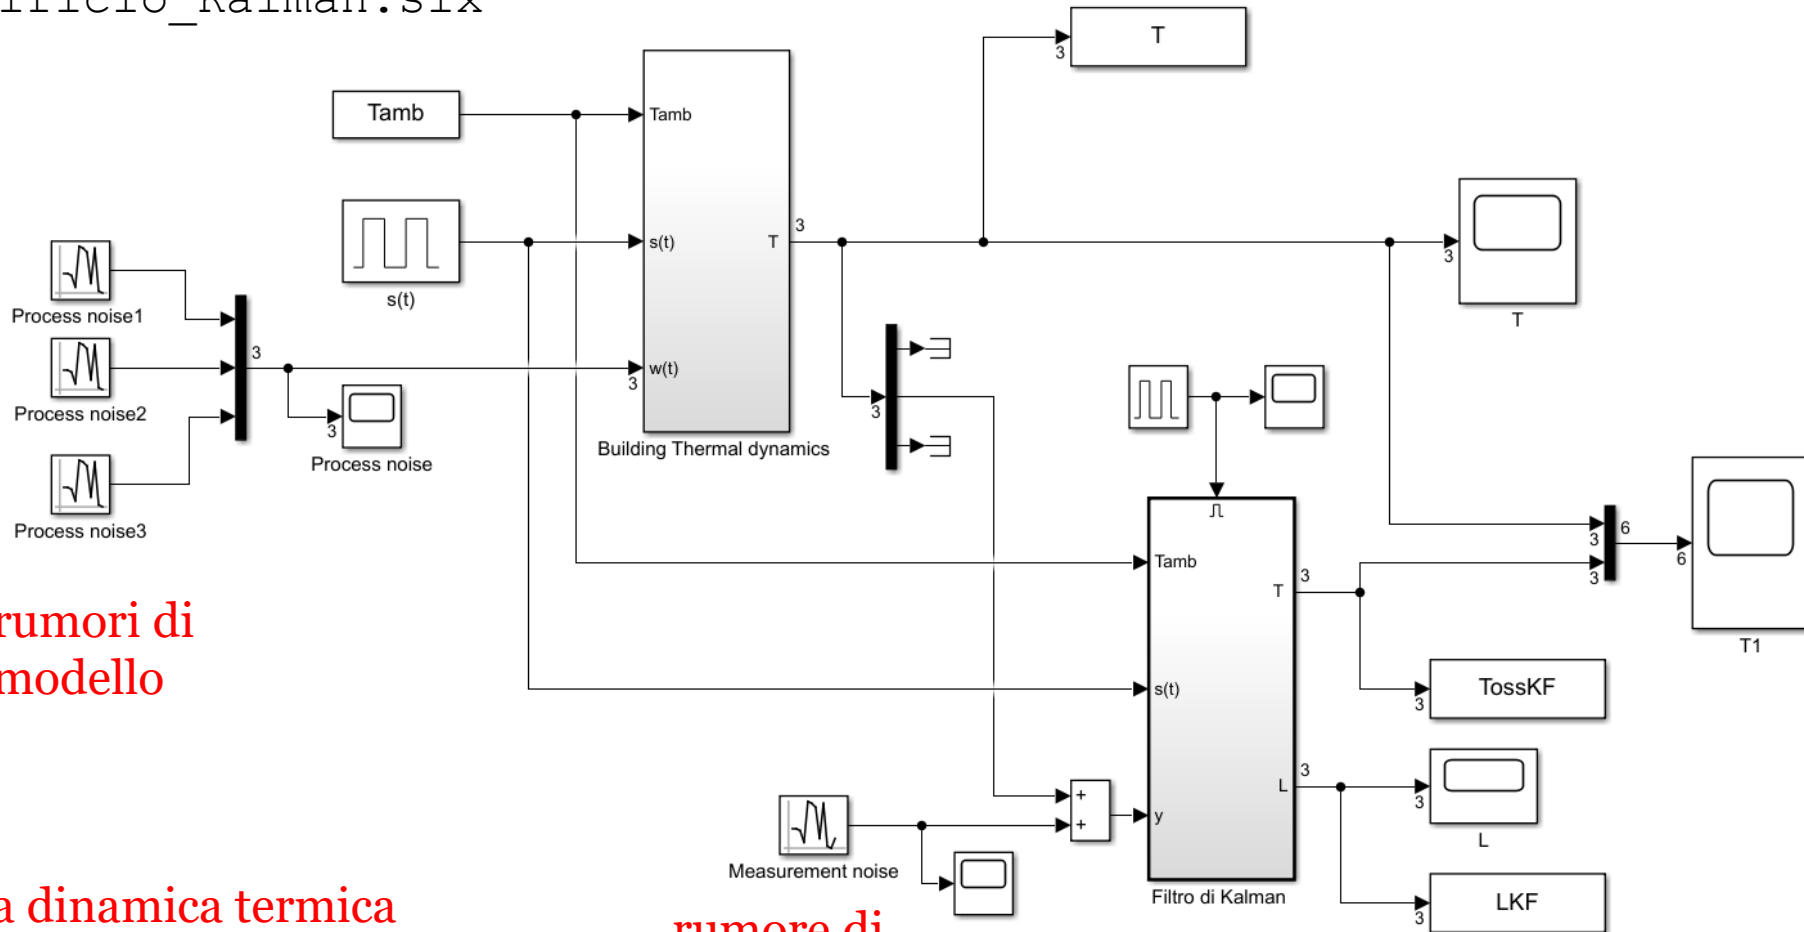 T
3
Tamb
Tamb
s(t)
s(t)
T
3
3
T
Process noise1
Process noise2
Process noise3
3
3
w(t)
3
Process noise
Building Thermal dynamics
3
Tamb
s(t)
y
T
3
L
3
Filtro di Kalman
3
3
6
6
T1
TossKF
3
3
L
LKF
3
+
+
Measurement noise
rumori di
modello
dinamica termica